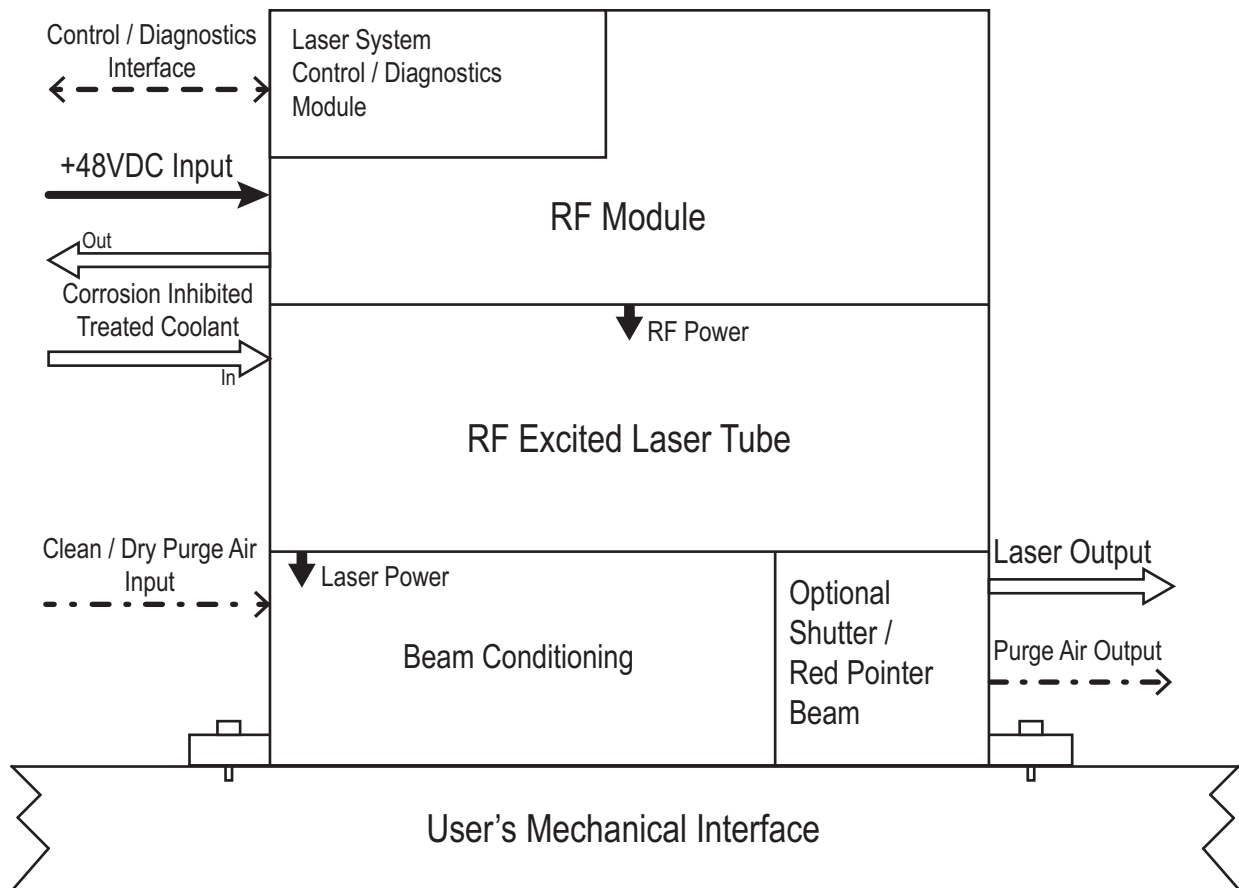 Control / Diagnostics
Interface
Laser System
Control / Diagnostics
Module
+48VDC Input
RF Module
Out
Corrosion Inhibited
Treated Coolant
In
RF Power
RF Excited Laser Tube
Clean / Dry Purge Air
Input
Laser Power
Beam Conditioning
Optional
Shutter /
Red Pointer
Beam
Laser Output
Purge Air Output
User's Mechanical Interface